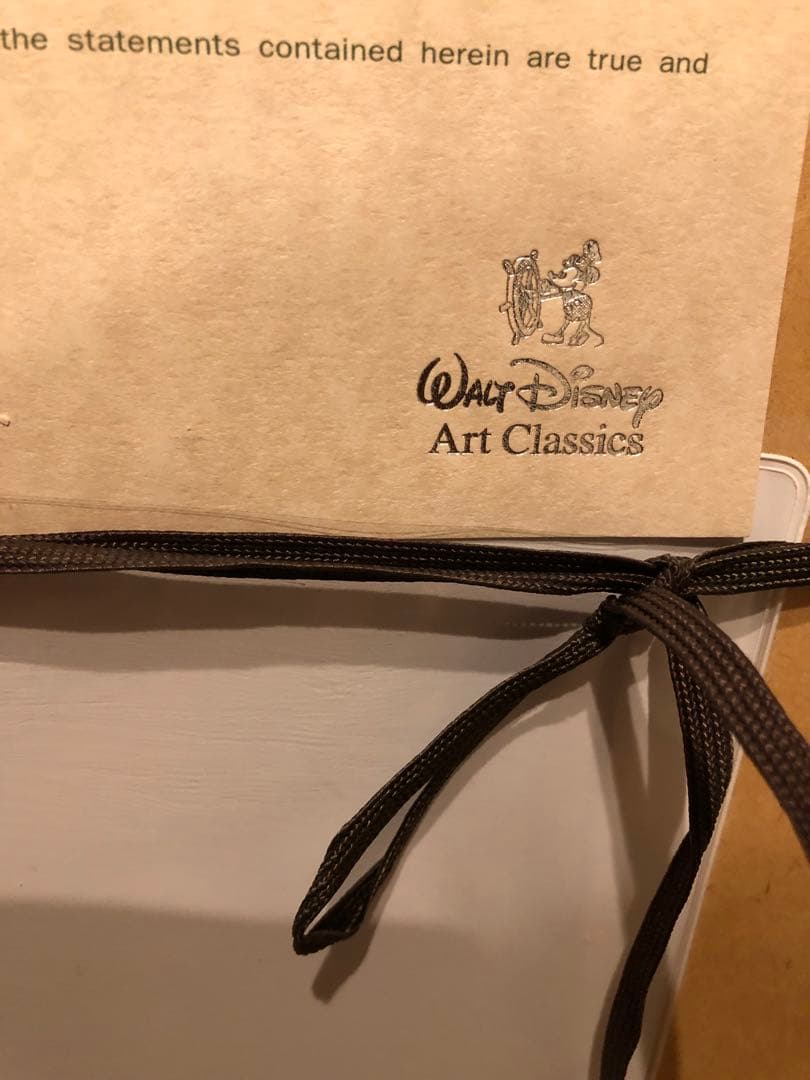 the statements contained herein are true and
WALT DISNEY
Art Classics